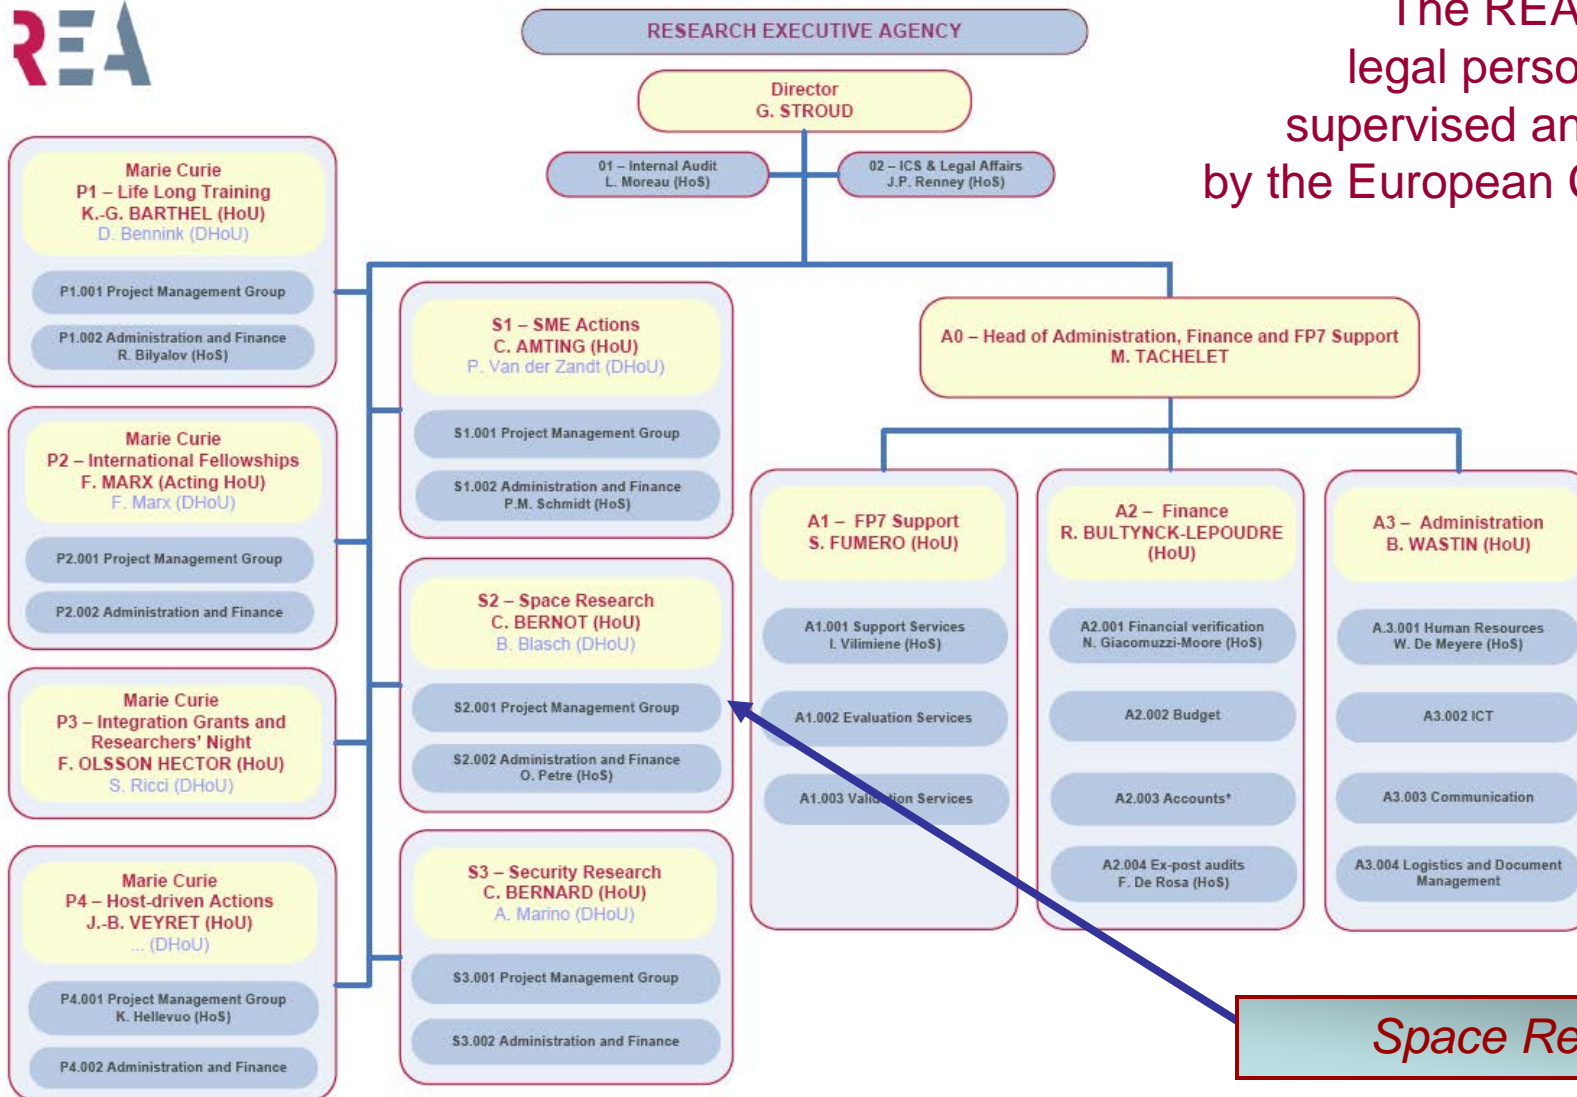 REA
RESEARCH EXECUTIVE AGENCY
The REA
legal perso
supervised an
by the European
Director
G. STROUD
01 – Internal Audit
L. Moreau (HoS)
02 – ICS & Legal Affairs
J.P. Renney (HoS)
Marie Curie
P1 – Life Long Training
K.-G. BARTHEL (HoU)
D. Bennink (DHoU)
P1.001 Project Management Group
P1.002 Administration and Finance
R. Bilyalov (HoS)
Marie Curie
P2 – International Fellowships
F. MARX (Acting HoU)
F. Marx (DHoU)
P2.001 Project Management Group
P2.002 Administration and Finance
Marie Curie
P3 – Integration Grants and
Researchers' Night
F. OLSSON HECTOR (HoU)
S. Ricci (DHoU)
Marie Curie
P4 – Host-driven Actions
J.-B. VEYRET (HoU)
... (DHoU)
P4.001 Project Management Group
K. Hellevuo (HoS)
P4.002 Administration and Finance
S1 – SME Actions
C. AMTING (HoU)
P. Van der Zandt (DHoU)
S1.001 Project Management Group
S1.002 Administration and Finance
P.M. Schmidt (HoS)
S2 – Space Research
C. BERNOT (HoU)
B. Blasch (DHoU)
S2.001 Project Management Group
S2.002 Administration and Finance
O. Petre (HoS)
S3 – Security Research
C. BERNARD (HoU)
A. Marino (DHoU)
S3.001 Project Management Group
S3.002 Administration and Finance
A0 – Head of Administration, Finance and FP7 Support
M. TACHELET
A1 – FP7 Support
S. FUMERO (HoU)
A1.001 Support Services
I. Vilimiene (HoS)
A1.002 Evaluation Services
A1.003 Validation Services
A2 – Finance
R. BULTYNCK-LEPOUDRE
(HoU)
A2.001 Financial verification
N. Giacomuzzi-Moore (HoS)
A2.002 Budget
A2.003 Accounts*
A2.004 Ex-post audits
F. De Rosa (HoS)
A3 – Administration
B. WASTIN (HoU)
A.3.001 Human Resources
W. De Meyere (HoS)
A3.002 ICT
A3.003 Communication
A3.004 Logistics and Document
Management
Space Re